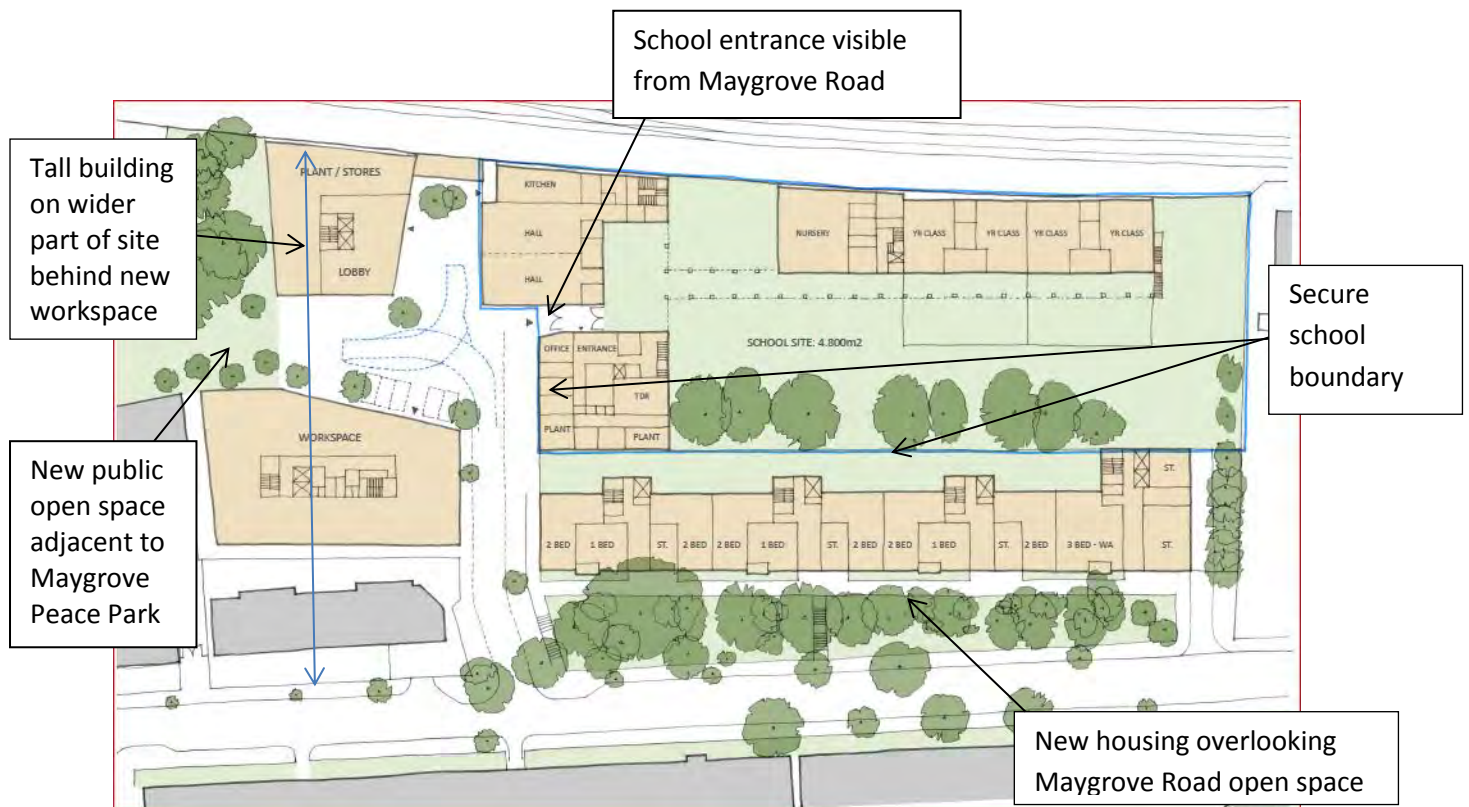 School entrance visible
from Maygrove Road
Tall building
on wider
part of site
behind new
workspace
PLANT / STORES
LOBBY
KITCHEN
HALL
HALL
NURSERY
YR CLASS
YR CLASS
YR CLASS
YR CLASS
Secure
school
boundary
OFFICE
ENTRANCE
SCHOOL SITE: 4.800m2
TDR
PLANT
PLANT
WORKSPACE
New public
open space
adjacent to
Maygrove
Peace Park
ST.
2 BED
1 BED
ST.
2 BED
2 BED
1 BED
ST.
2 BED
2 BED
1 BED
ST.
2 BED
3 BED - WA
ST.
New housing overlooking
Maygrove Road open space